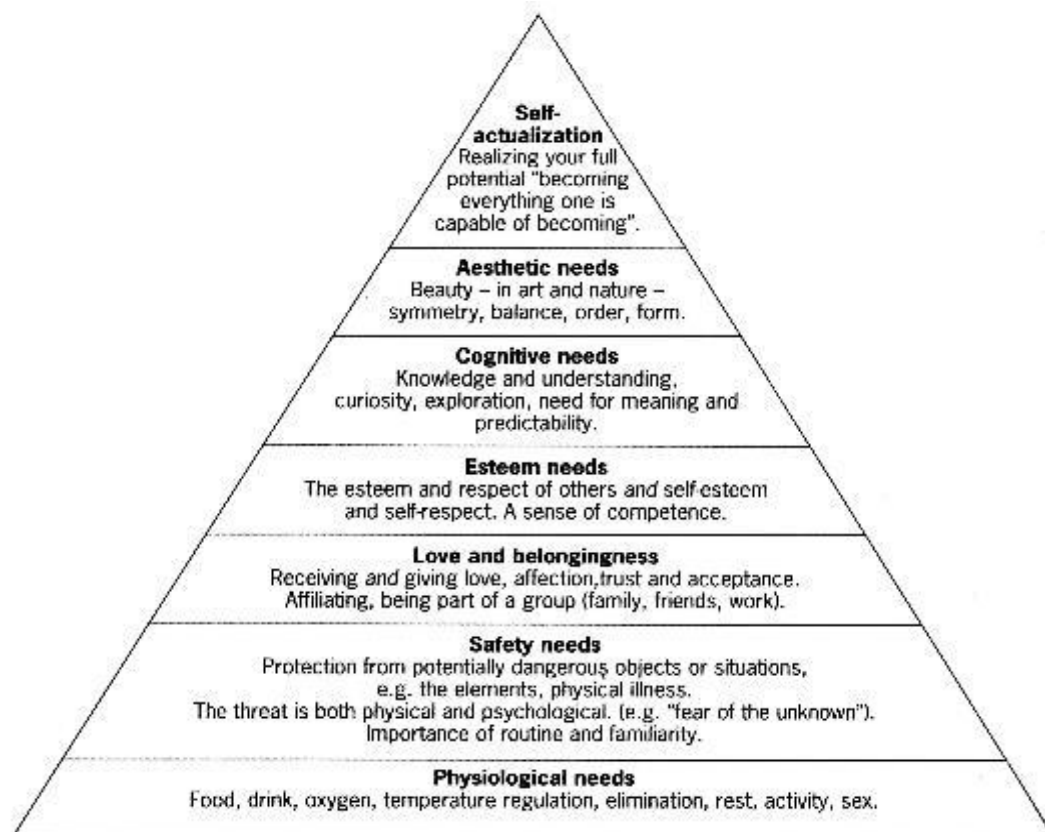 Self-
actualization
Realizing your full
potential "becoming
everything one is
capable of becoming".
Aesthetic needs
Beauty – in art and nature –
symmetry, balance, order, form.
Cognitive needs
Knowledge and understanding,
curiosity, exploration, need for meaning and
predictability.
Esteem needs
The esteem and respect of others and self-esteem
and self-respect. A sense of competence.
Love and belongingness
Receiving and giving love, affection,trust and acceptance.
Affiliating, being part of a group (family, friends, work).
Safety needs
Protection from potentially dangerous objects or situations,
e.g. the elements, physical illness.
The threat is both physical and psychological. (e.g. "fear of the unknown").
Importance of routine and familiarity.
Physiological needs
Food, drink, oxygen, temperature regulation, elimination, rest, activity, sex.